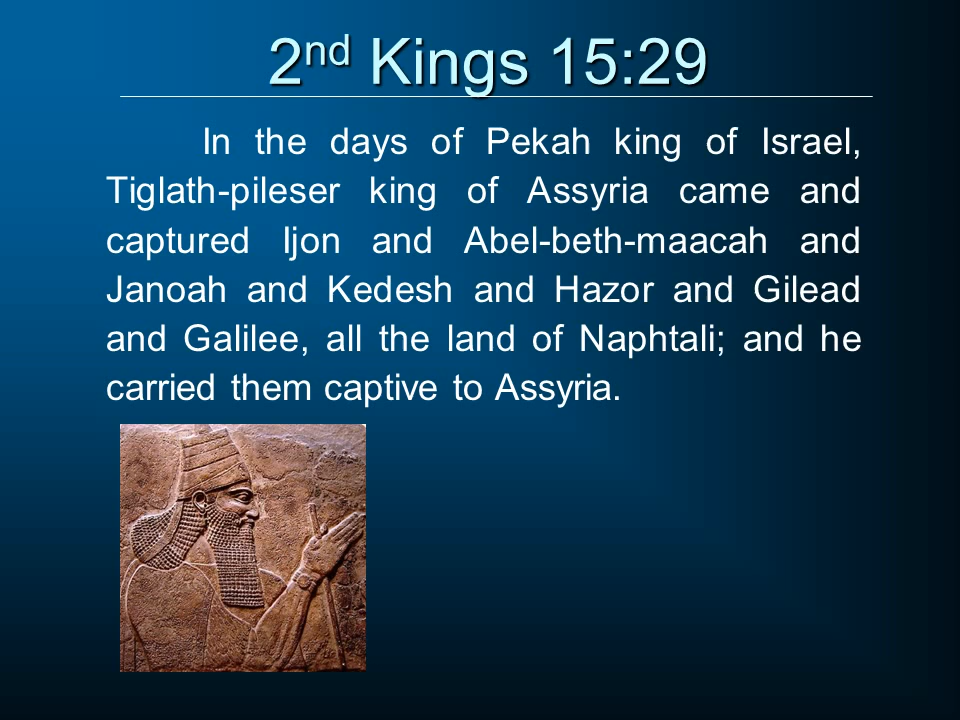 2nd Kings 15:29
In the days of Pekah king of Israel,
Tiglath-pileser king of Assyria came and
captured Ijon and Abel-beth-maacah and
Janoah and Kedesh and Hazor and Gilead
and Galilee, all the land of Naphtali; and he
carried them captive to Assyria.